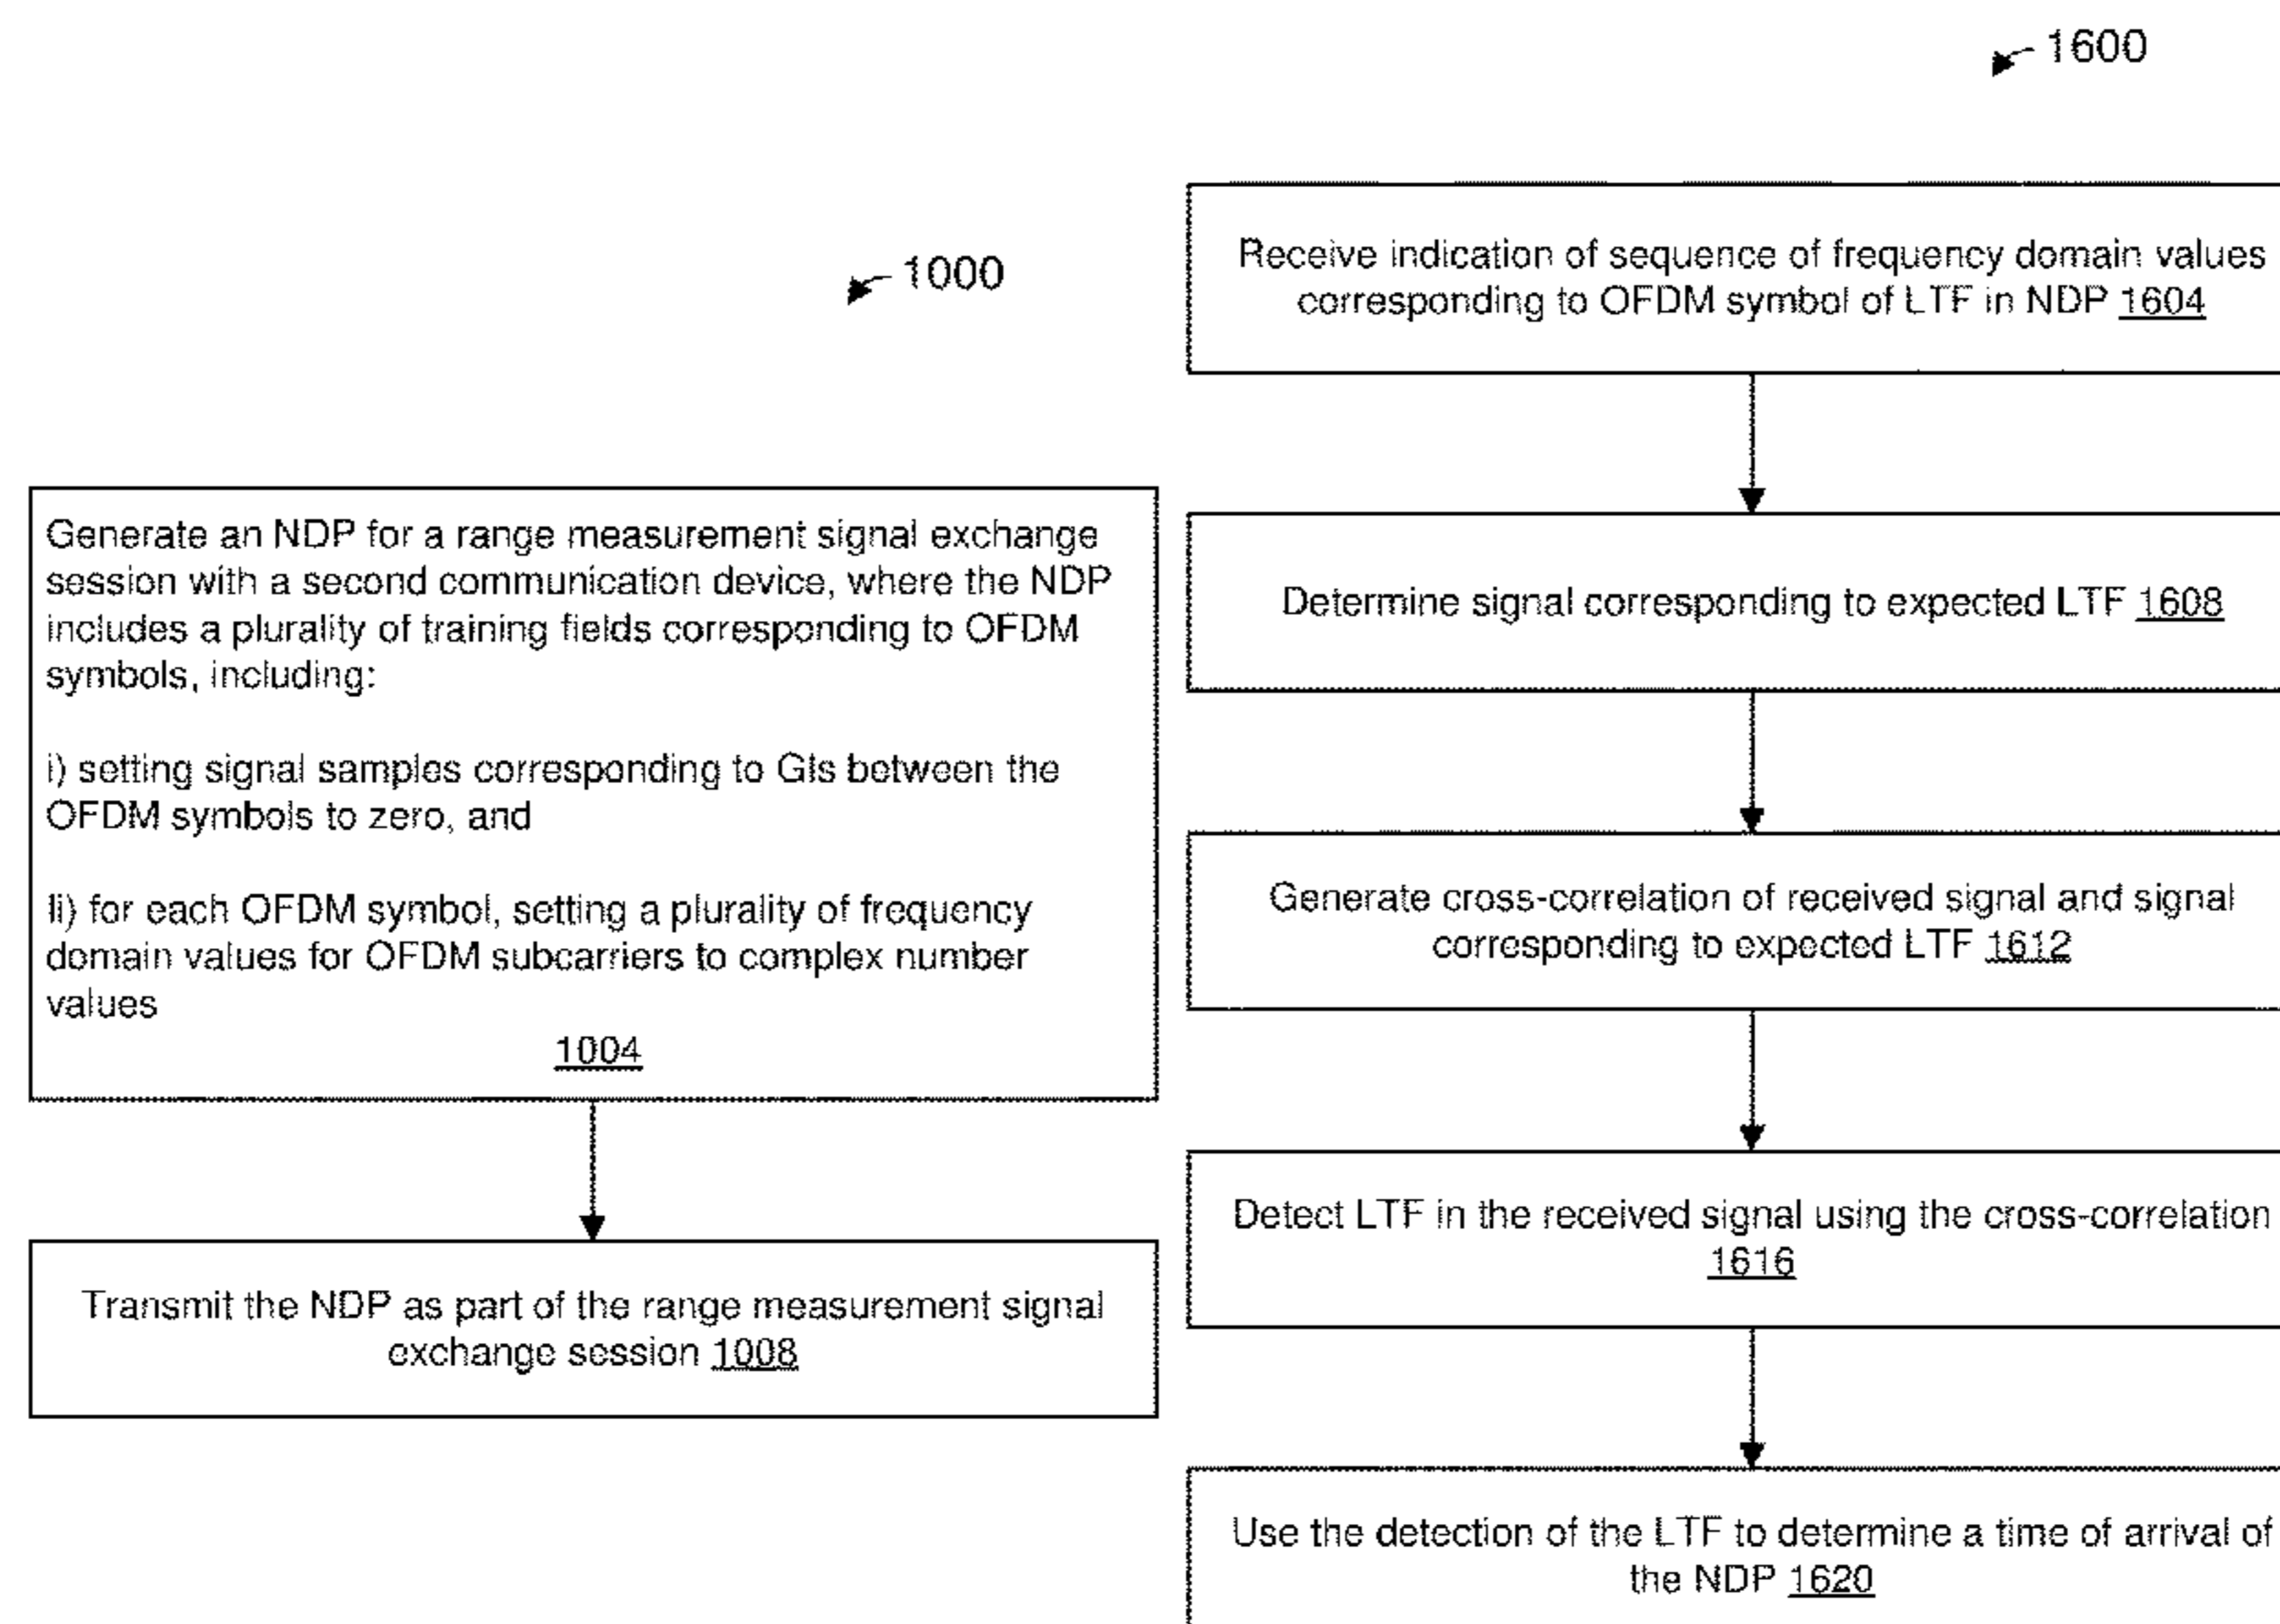 1000
Generate an NDP for a range measurement signal exchange
session with a second communication device, where the NDP
includes a plurality of training fields corresponding to OFDM
symbols, including:
i) setting signal samples corresponding to GIs between the
OFDM symbols to zero, and
ii) for each OFDM symbol, setting a plurality of frequency
domain values for OFDM subcarriers to complex number
values
1004
Transmit the NDP as part of the range measurement signal
exchange session 1008
1600
Receive indication of sequence of frequency domain values
corresponding to OFDM symbol of LTF in NDP 1604
Determine signal corresponding to expected LTF 1608
Generate cross-correlation of received signal and signal
corresponding to expected LTF 1612
Detect LTF in the received signal using the cross-correlation
1616
Use the detection of the LTF to determine a time of arrival of
the NDP 1620